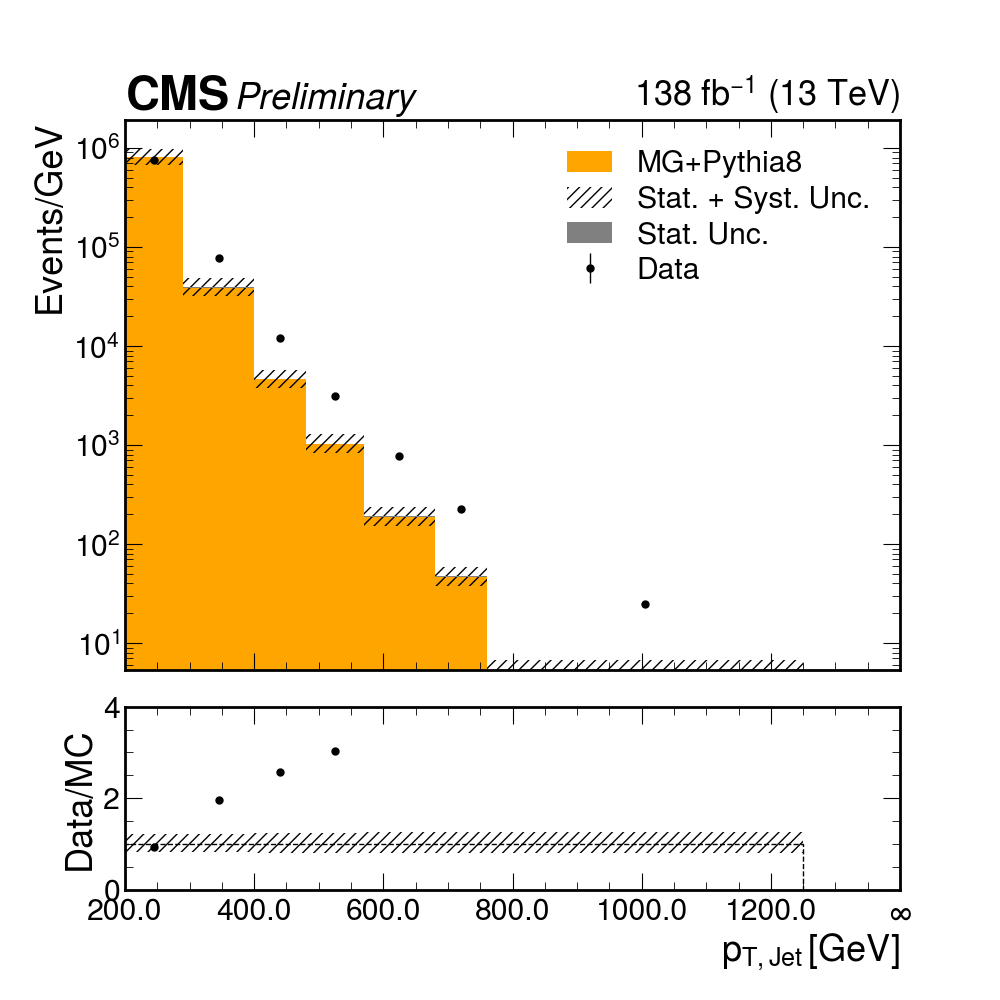 CMS Preliminary 138 fb⁻¹ (13 TeV)
Events/GeV
10⁶
10⁵
10⁴
10³
10²
10¹
MG+Pythia8
Stat. + Syst. Unc.
Stat. Unc.
Data
Data/MC
4
2
0
200.0 400.0 600.0 800.0 1000.0 1200.0 ∞
p_{T, Jet} [GeV]